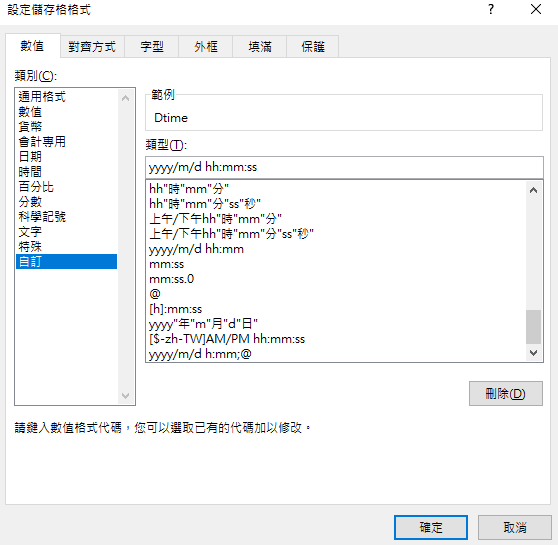 設定儲存格格式
?
數值
對齊方式
字型
外框
填滿
保護
類別(C):
通用格式
數值
貨幣
會計專用
日期
時間
百分比
分數
科學記號
文字
特殊
自訂
範例
Dtime
類型(T):
yyyy/m/d hh:mm:ss
hh"時"mm"分"
hh"時"mm"分"ss"秒"
上午/下午hh"時"mm"分"
上午/下午hh"時"mm"分"ss"秒"
yyyy/m/d hh:mm
mm:ss
mm:ss.0
@
[h]:mm:ss
yyyy"年"m"月"d"日"
[$-zh-TW]AM/PM hh:mm:ss
yyyy/m/d h:mm;@
刪除(D)
請鍵入數值格式代碼，您可以選取已有的代碼加以修改。
確定
取消